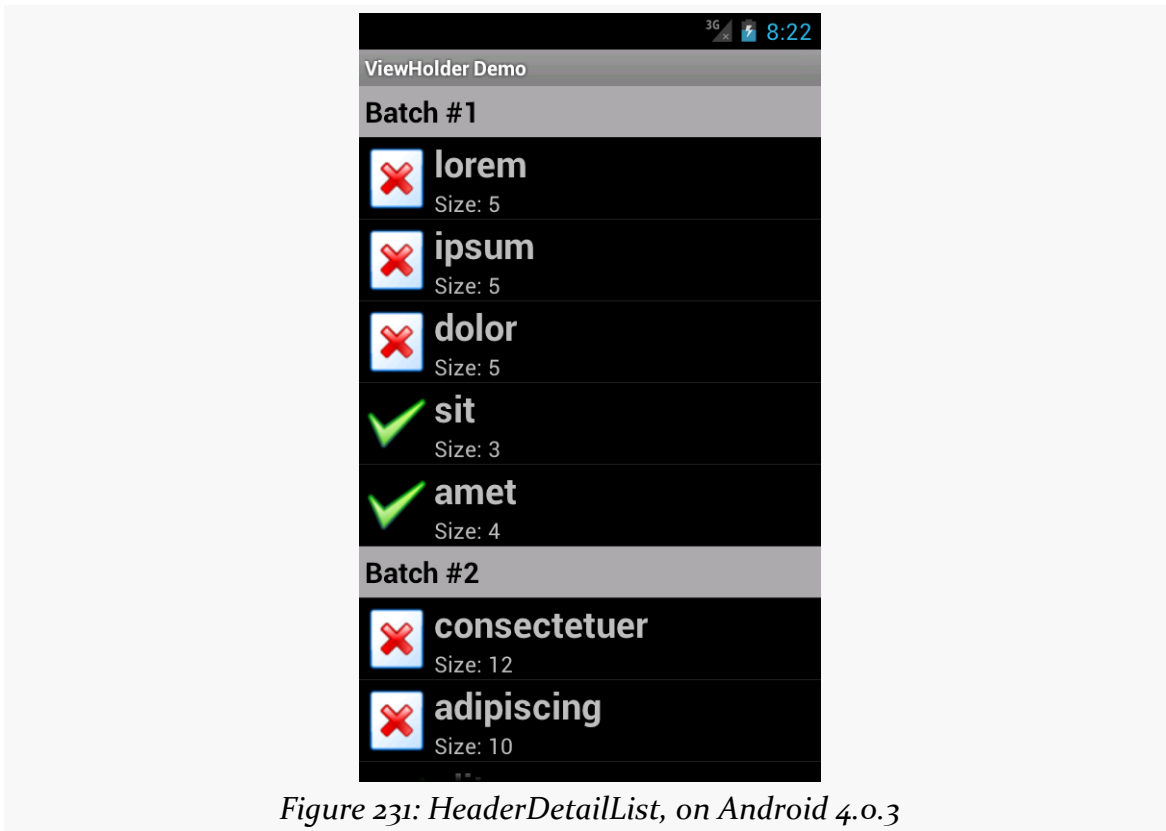 3G 8:22
ViewHolder Demo
Batch #1
lorem
Size: 5
ipsum
Size: 5
dolor
Size: 5
sit
Size: 3
amet
Size: 4
Batch #2
consectetuer
Size: 12
adipiscing
Size: 10
Figure 231: HeaderDetailList, on Android 4.0.3